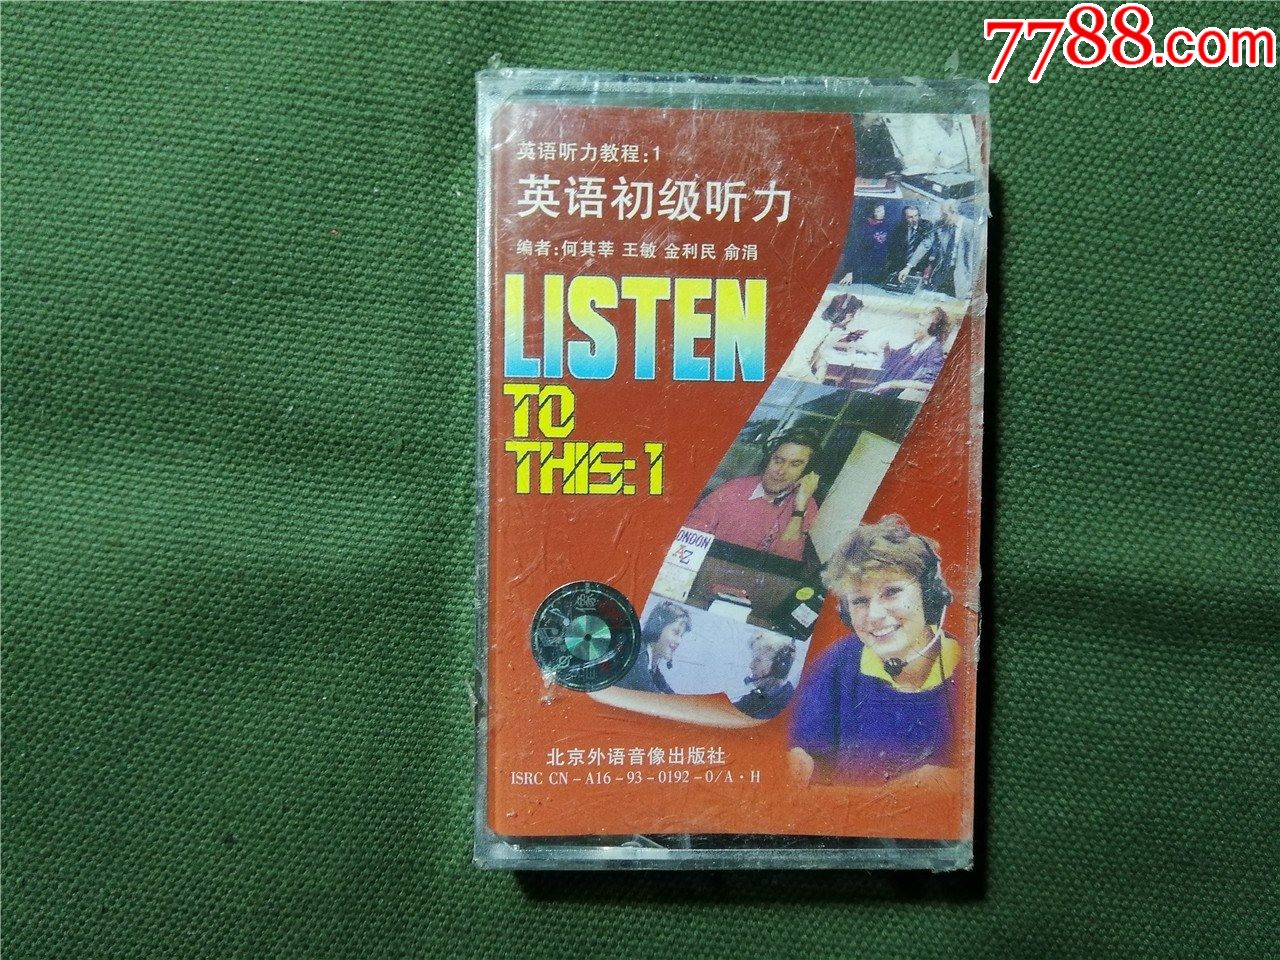 7788.com
英语听力教程:1
英语初级听力
编者:何其莘 王敏 金利民 俞涓
LISTEN
TO
THIS:1
ONDON
AZ
北京外语音像出版社
ISRC CN-A16-93-0192-0/A·H